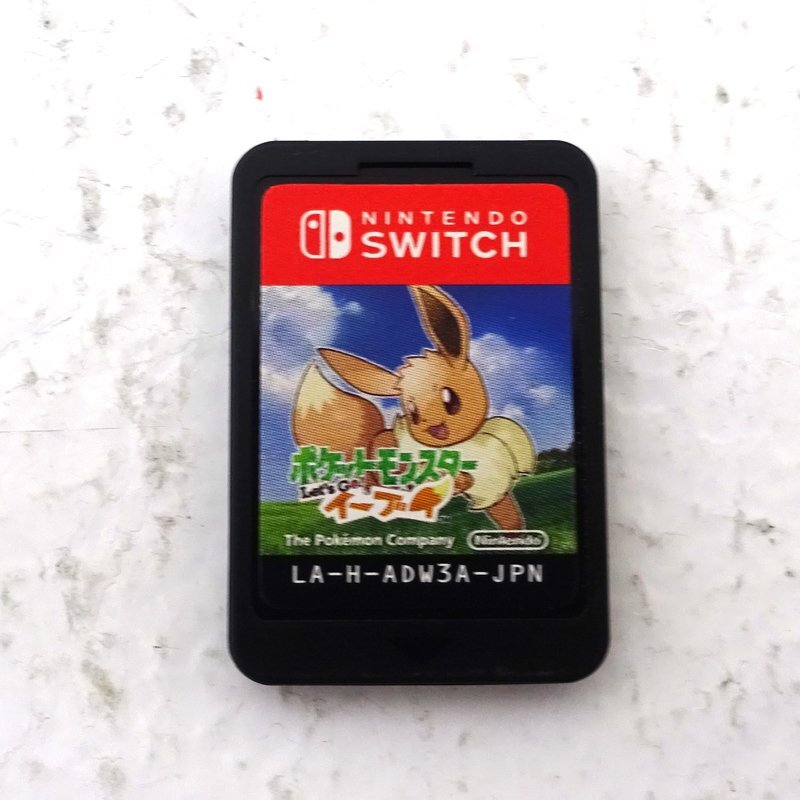 NINTENDO
SWITCH
ポケットモンスター
Let's Go!
イーブイ
The Pokémon Company
Nintendo
LA-H-ADW3A-JPN